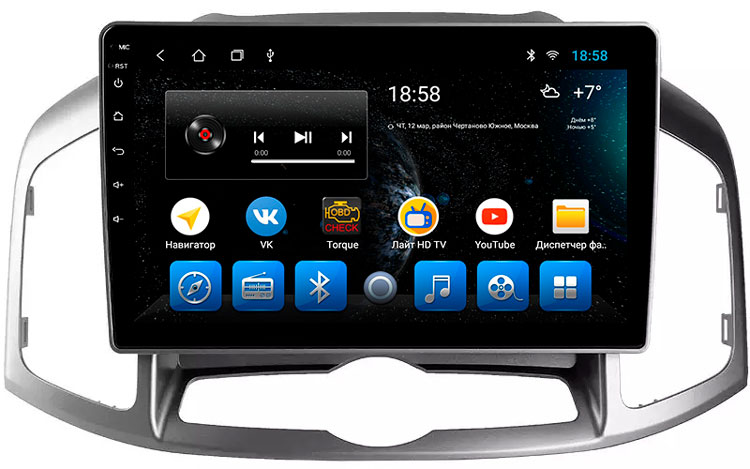 MIC
18:58
RST
18:58
+7°
ЧТ, 12 мар, район Чертаново Южное, Москва
Днём +8°
Ночью +5°
0:00
0:00
OBD
CHECK
Навигатор
VK
Torque
Лайт HD TV
YouTube
Диспетчер фа..